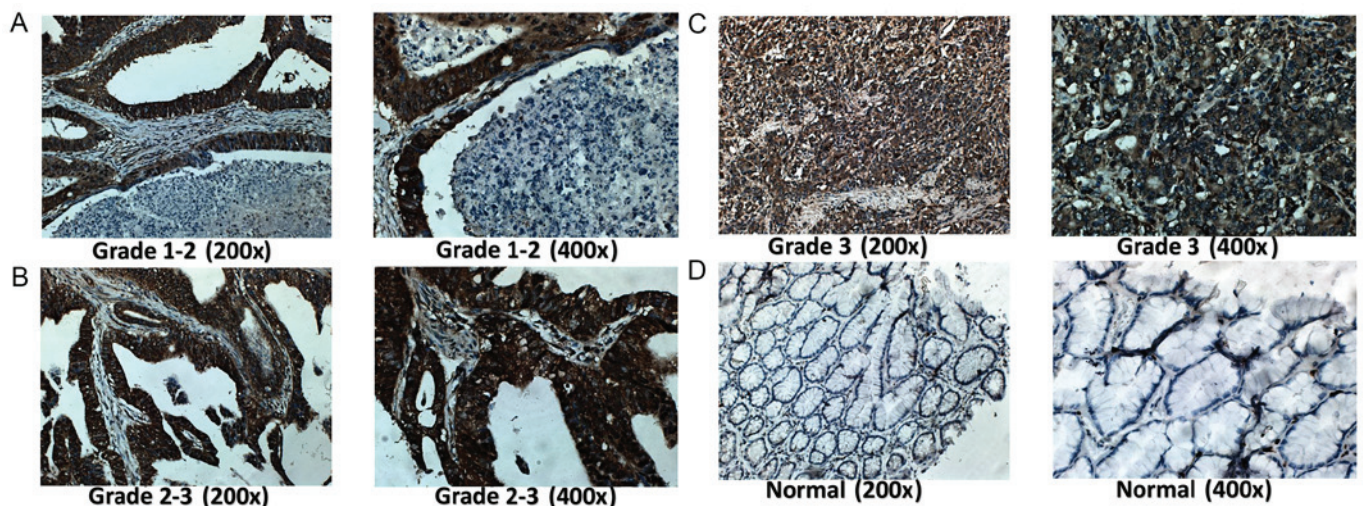 A
C
Grade 1-2 (200x)
Grade 1-2 (400x)
Grade 3 (200x)
Grade 3 (400x)
B
D
Grade 2-3 (200x)
Grade 2-3 (400x)
Normal (200x)
Normal (400x)